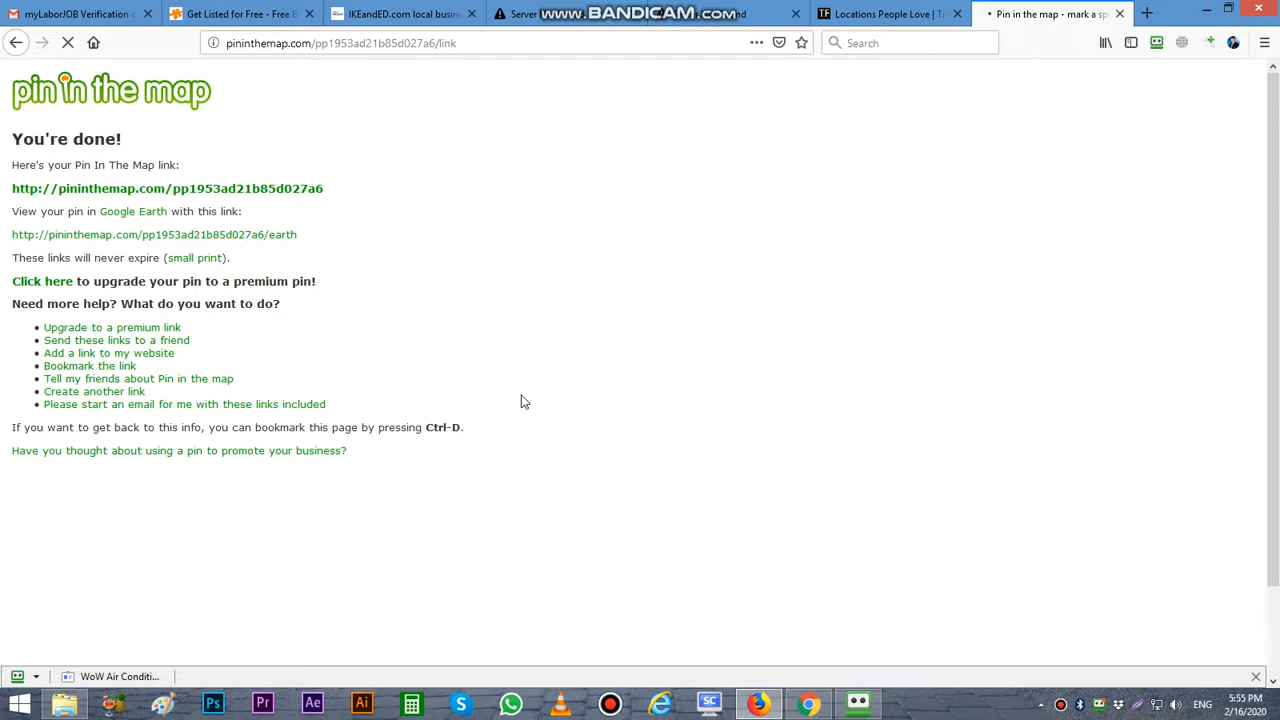 www.BANDICAM.com
myLaborJOB Verification c
Get Listed for Free - Free B
IKEandED.com local busin
Server
nd
Locations People Love | Tr
Pin in the map - mark a sp
pininthemap.com/pp1953ad21b85d027a6/link
Search
pin in the map
You're done!
Here's your Pin In The Map link:
http://pininthemap.com/pp1953ad21b85d027a6
View your pin in Google Earth with this link:
http://pininthemap.com/pp1953ad21b85d027a6/earth
These links will never expire (small print).
Click here to upgrade your pin to a premium pin!
Need more help? What do you want to do?
Upgrade to a premium link
Send these links to a friend
Add a link to my website
Bookmark the link
Tell my friends about Pin in the map
Create another link
Please start an email for me with these links included
If you want to get back to this info, you can bookmark this page by pressing Ctrl-D.
Have you thought about using a pin to promote your business?
WoW Air Conditi...
Ps
Pr
Ae
Ai
SC
ENG
5:55 PM
2/16/2020